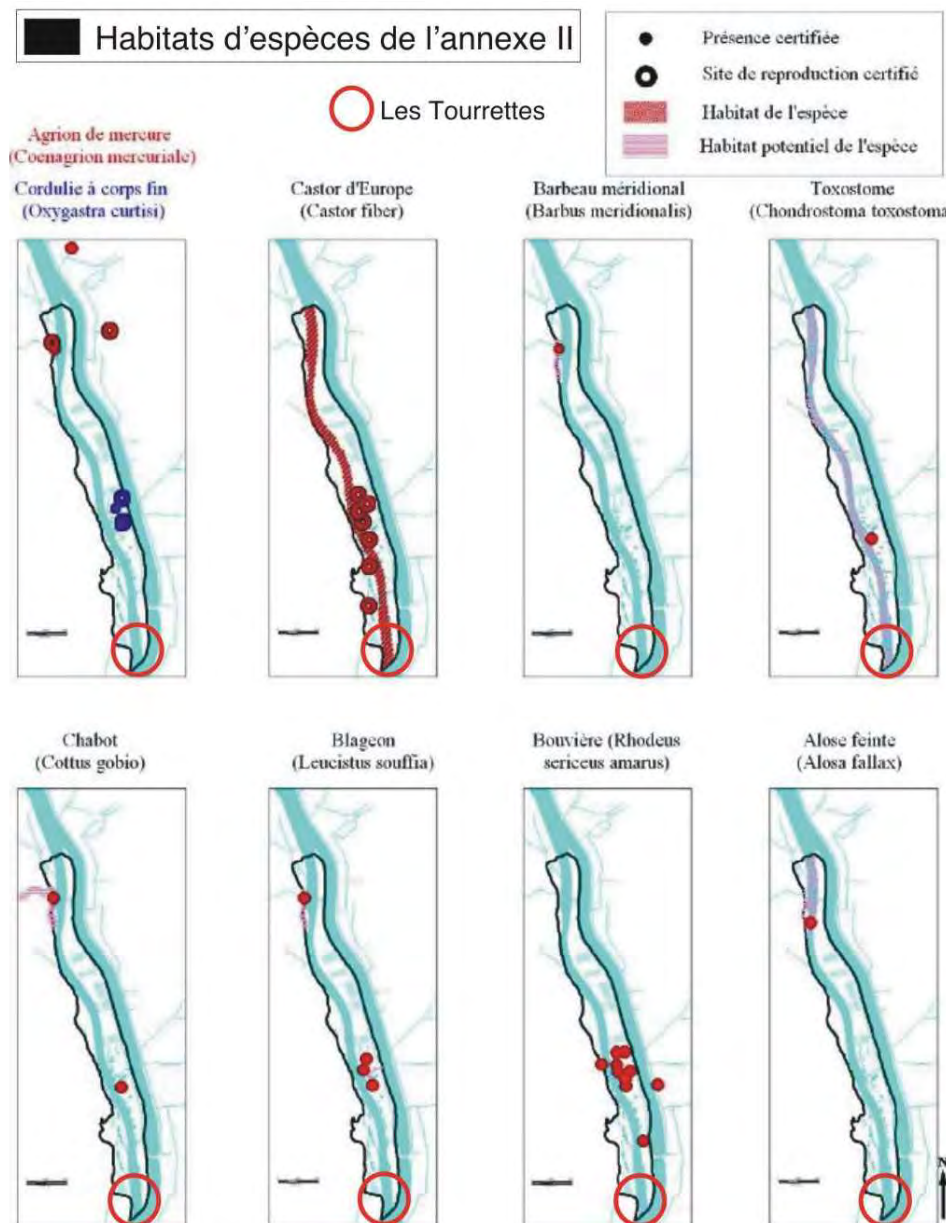 Habitats d'espèces de l'annexe II
Les Tourrettes
Présence certifiée
Site de reproduction certifié
Habitat de l'espèce
Habitat potentiel de l'espèce
Agrion de mercure
(Coenagrion mercuriale)
Cordulie à corps fin
(Oxygastra curtisi)
Castor d'Europe
(Castor fiber)
Barbeau méridional
(Barbus meridionalis)
Toxostome
(Chondrostoma toxostoma
Chabot
(Cottus gobio)
Blageon
(Leucistus souffia)
Bouvière (Rhodeus
sericeus amarus)
Alose feinte
(Alosa fallax)
N